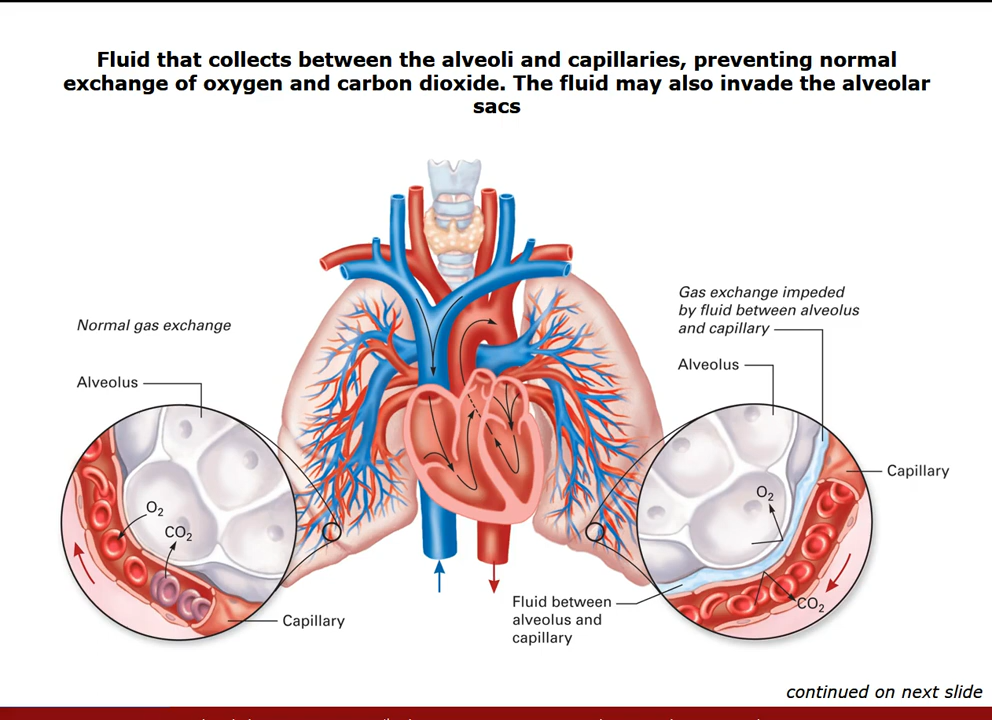 Fluid that collects between the alveoli and capillaries, preventing normal
exchange of oxygen and carbon dioxide. The fluid may also invade the alveolar
sacs
Normal gas exchange
Alveolus
O2
CO2
Capillary
Gas exchange impeded
by fluid between alveolus
and capillary
Alveolus
Capillary
O2
CO2
Fluid between
alveolus and
capillary
continued on next slide